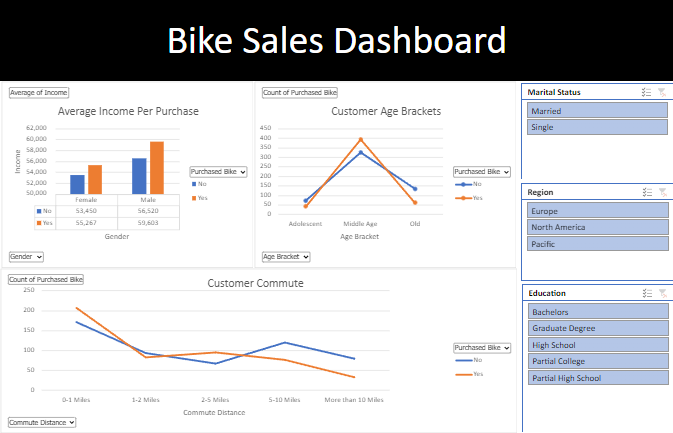 Bike Sales Dashboard
Average of Income
Average Income Per Purchase
62,000
60,000
58,000
56,000
54,000
52,000
50,000
Income
Female Male
No 53,450 56,520
Yes 55,267 59,603
Gender
Purchased Bike
No
Yes
Gender
Count of Purchased Bike
Customer Age Brackets
450
400
350
300
250
200
150
100
50
0
Adolescent Middle Age Old
Age Bracket
Purchased Bike
No
Yes
Age Bracket
Count of Purchased Bike
Customer Commute
250
200
150
100
50
0
0-1 Miles 1-2 Miles 2-5 Miles 5-10 Miles More than 10 Miles
Commute Distance
Purchased Bike
No
Yes
Commute Distance
Marital Status
Married
Single
Region
Europe
North America
Pacific
Education
Bachelors
Graduate Degree
High School
Partial College
Partial High School